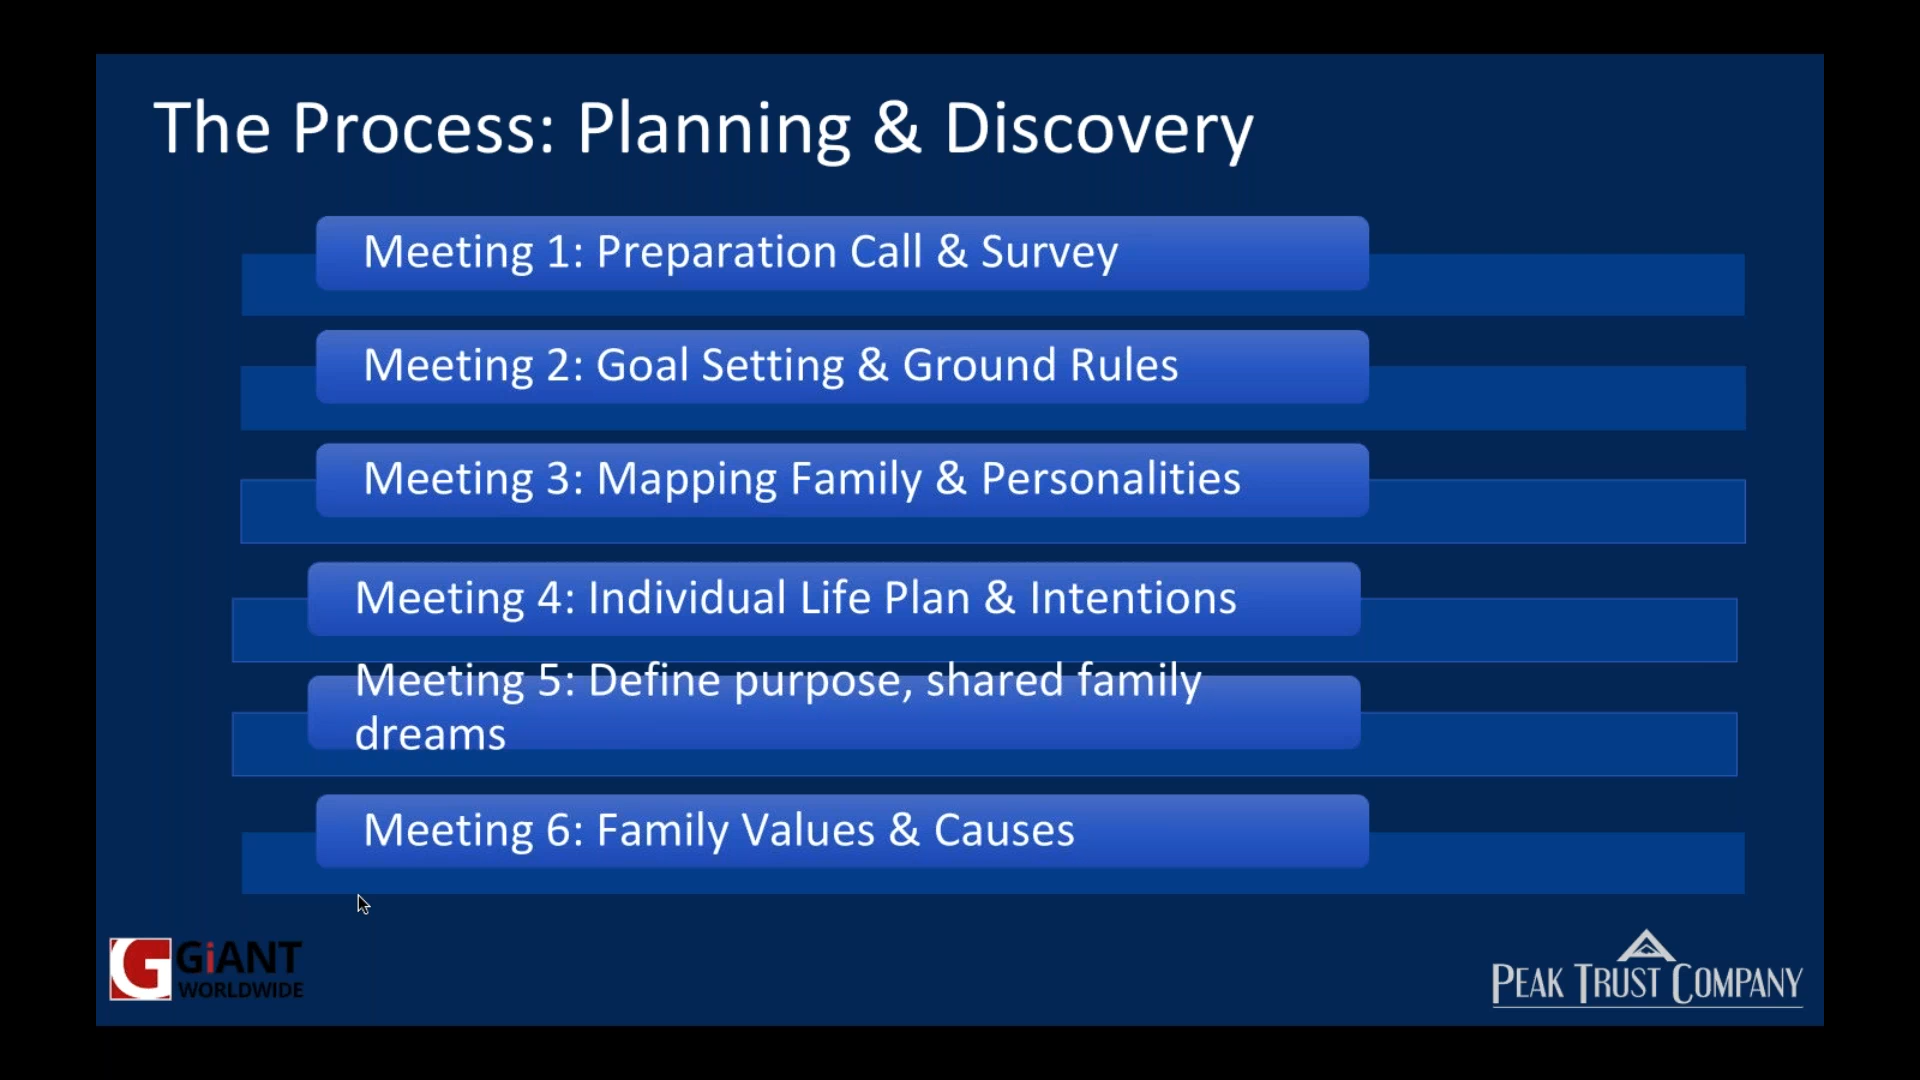 The Process: Planning & Discovery
Meeting 1: Preparation Call & Survey
Meeting 2: Goal Setting & Ground Rules
Meeting 3: Mapping Family & Personalities
Meeting 4: Individual Life Plan & Intentions
Meeting 5: Define purpose, shared family
dreams
Meeting 6: Family Values & Causes
G GiANT
WORLDWIDE
PEAK TRUST COMPANY